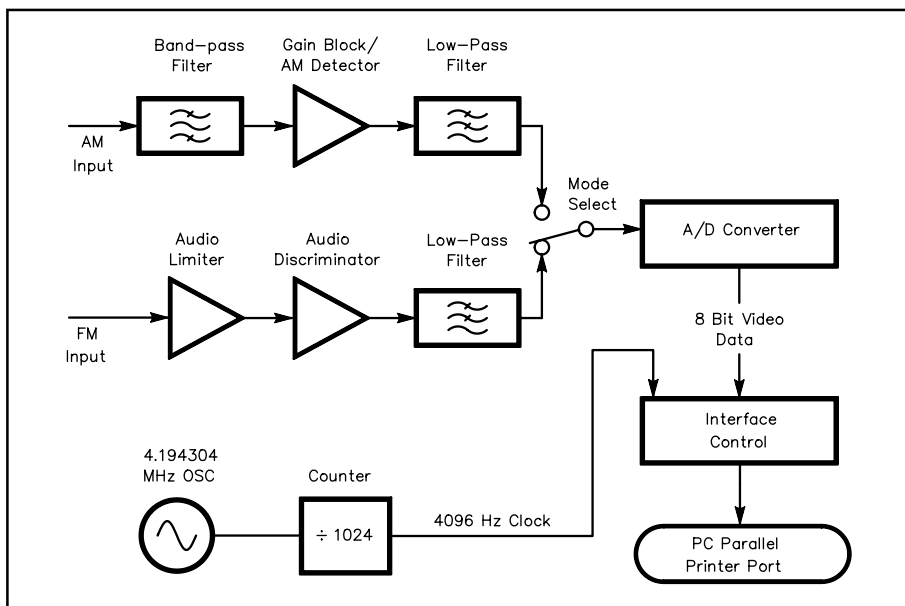 Band-pass
Filter
Gain Block/
AM Detector
Low-Pass
Filter
AM
Input
Mode
Select
A/D Converter
Audio
Limiter
Audio
Discriminator
Low-Pass
Filter
FM
Input
8 Bit Video
Data
Interface
Control
4.194304
MHz OSC
Counter
÷ 1024
4096 Hz Clock
PC Parallel
Printer Port